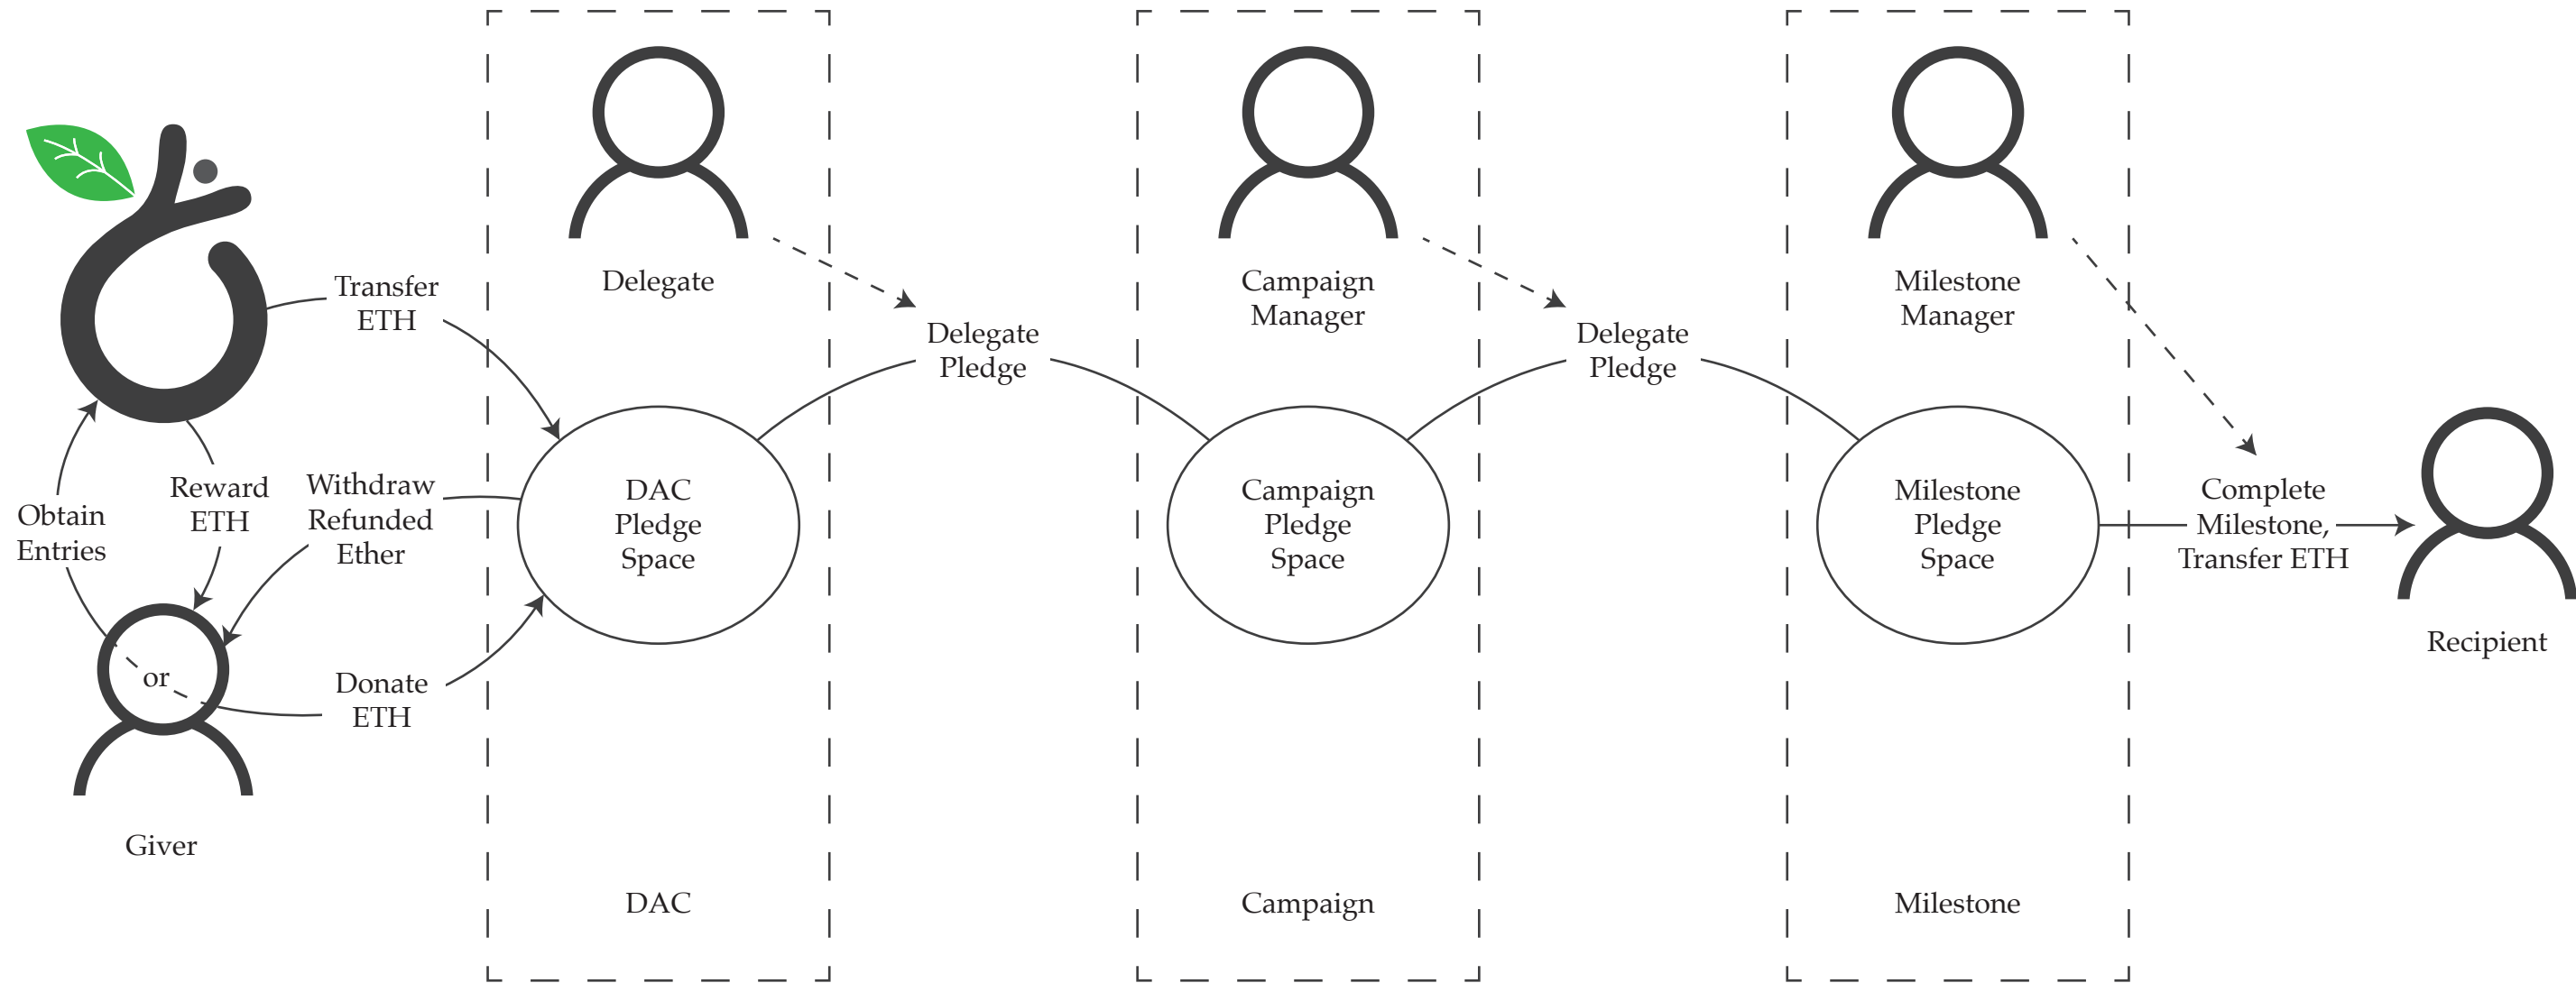 Transfer
ETH
Reward
ETH
Obtain
Entries
Withdraw
Refunded
Ether
or
Donate
ETH
Giver
Delegate
DAC
Pledge
Space
DAC
Delegate
Pledge
Campaign
Manager
Campaign
Pledge
Space
Campaign
Delegate
Pledge
Milestone
Manager
Milestone
Pledge
Space
Milestone
Complete
Milestone,
Transfer ETH
Recipient